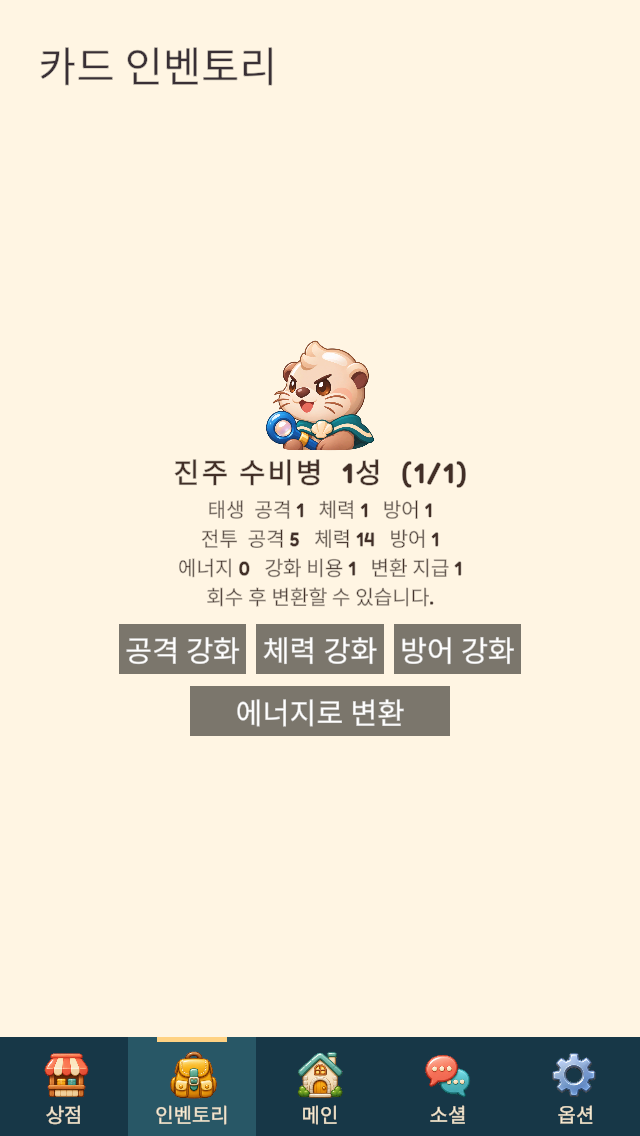 카드 인벤토리
진주 수비병 1성 (1/1)
태생 공격 1 체력 1 방어 1
전투 공격 5 체력 14 방어 1
에너지 0 강화 비용 1 변환 지급 1
회수 후 변환할 수 있습니다.
공격 강화 체력 강화 방어 강화
에너지로 변환
상점 인벤토리 메인 소셜 옵션